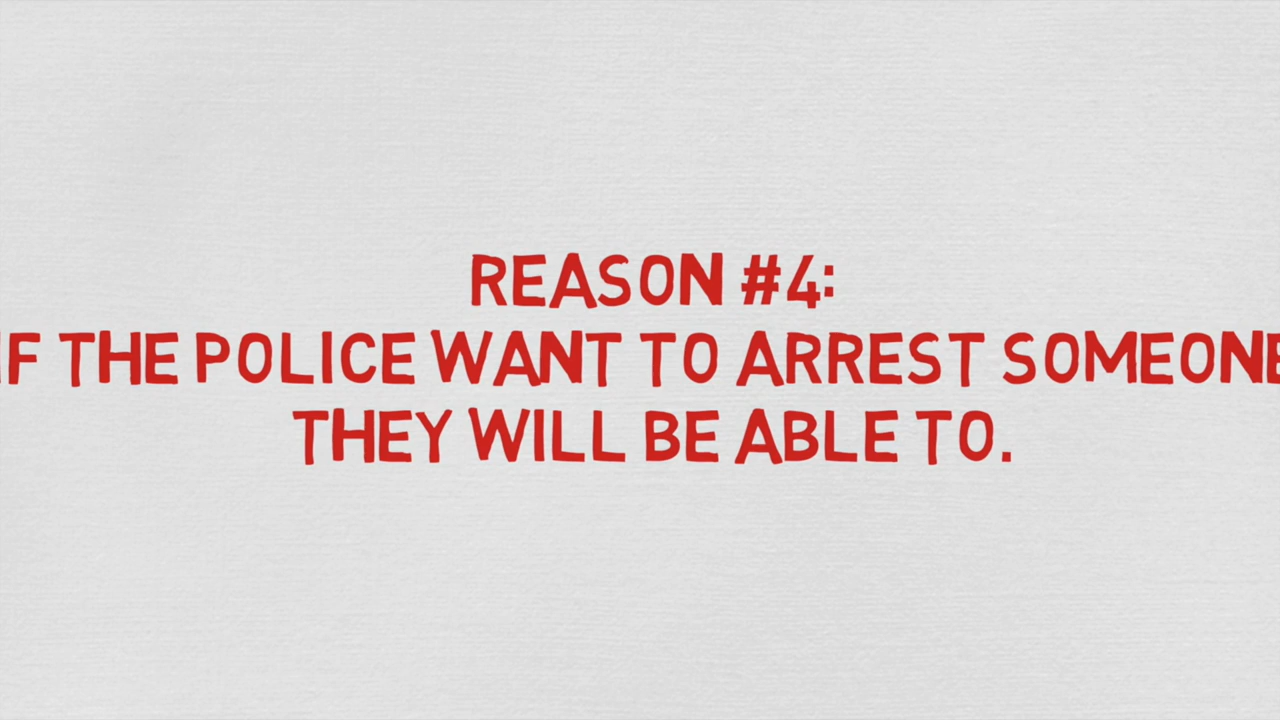 REASON #4:
IF THE POLICE WANT TO ARREST SOMEONE
THEY WILL BE ABLE TO.